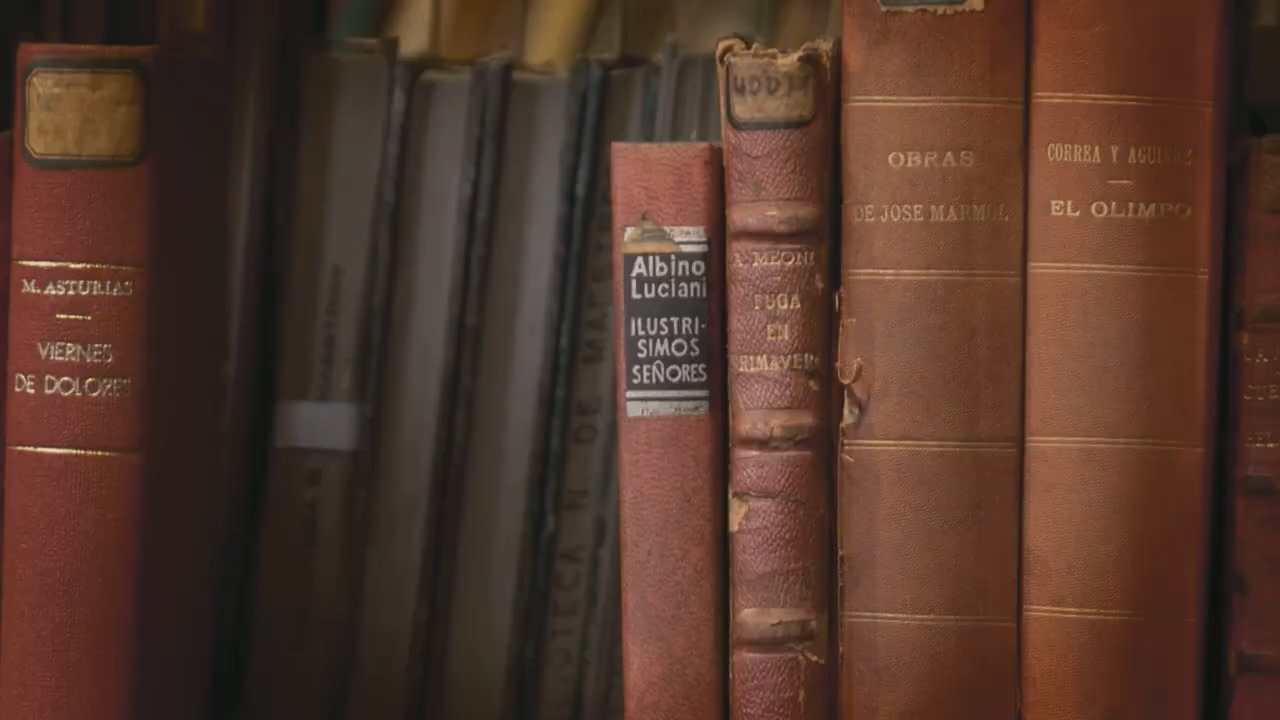 M. ASTURIAS
VIERNES
DE DOLORES
Albino
Luciani
ILUSTRI-
SIMOS
SEÑORES
A. MEONI
FUGA
EN
PRIMAVERA
OBRAS
DE JOSE MARMOL
CORREA Y AGUIRRE
EL OLIMPO